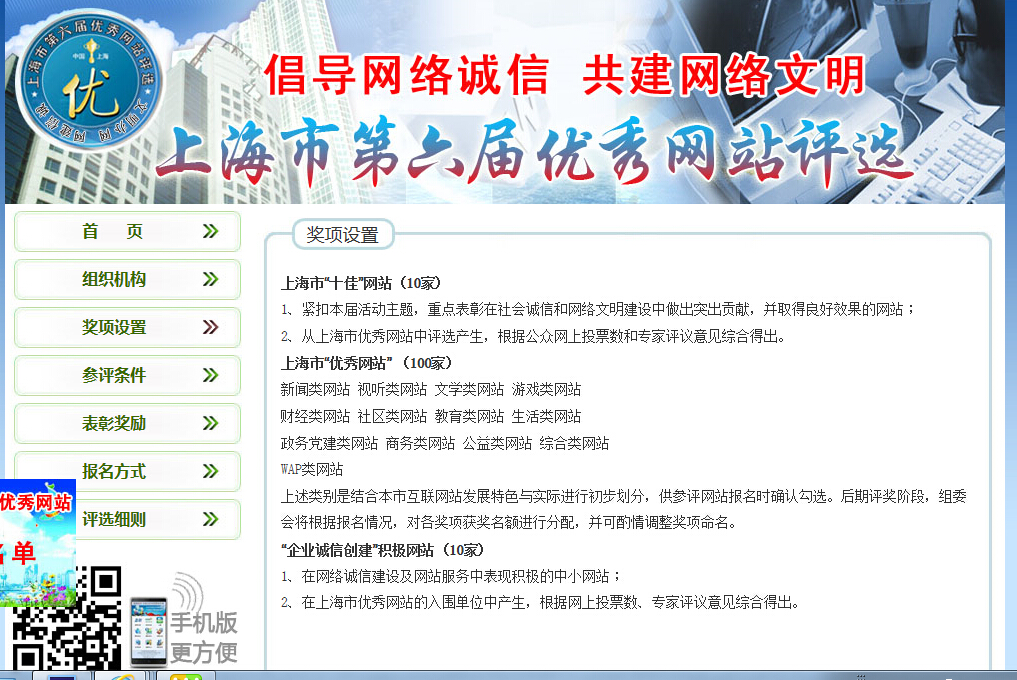 上海市第六届优秀网站评选
中国 上海
优
倡导网络诚信 共建网络文明
上海市第六届优秀网站评选
首 页
组织机构
奖项设置
参评条件
表彰奖励
报名方式
评选细则
优秀网站
单
手机版
更方便
奖项设置
上海市“十佳”网站（10家）
1、紧扣本届活动主题，重点表彰在社会诚信和网络文明建设中做出突出贡献，并取得良好效果的网站；
2、从上海市优秀网站中评选产生，根据公众网上投票数和专家评议意见综合得出。
上海市“优秀网站”（100家）
新闻类网站 视听类网站 文学类网站 游戏类网站
财经类网站 社区类网站 教育类网站 生活类网站
政务党建类网站 商务类网站 公益类网站 综合类网站
WAP类网站
上述类别是结合本市互联网站发展特色与实际进行初步划分，供参评网站报名时确认勾选。后期评奖阶段，组委
会将根据报名情况，对各奖项获奖名额进行分配，并可酌情调整奖项命名。
“企业诚信创建”积极网站（10家）
1、在网络诚信建设及网站服务中表现积极的中小网站；
2、在上海市优秀网站的入围单位中产生，根据网上投票数、专家评议意见综合得出。